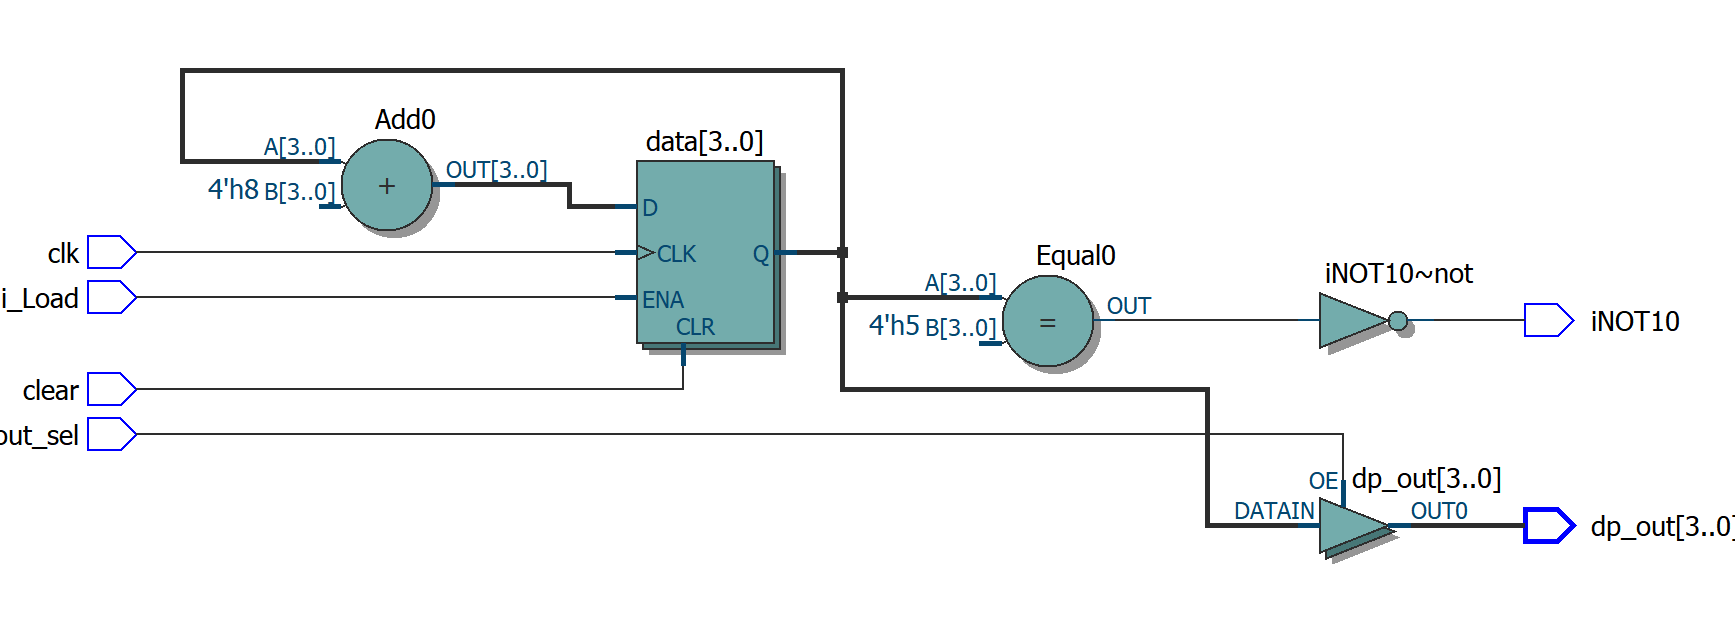 Add0
data[3..0]
A[3..0]
OUT[3..0]
4'h8 B[3..0]
+
D
clk
CLK
Q
i_Load
ENA
CLR
Equal0
A[3..0]
4'h5 B[3..0]
=
OUT
iNOT10~not
iNOT10
clear
out_sel
OE
dp_out[3..0]
DATAIN
OUT0
dp_out[3..0]